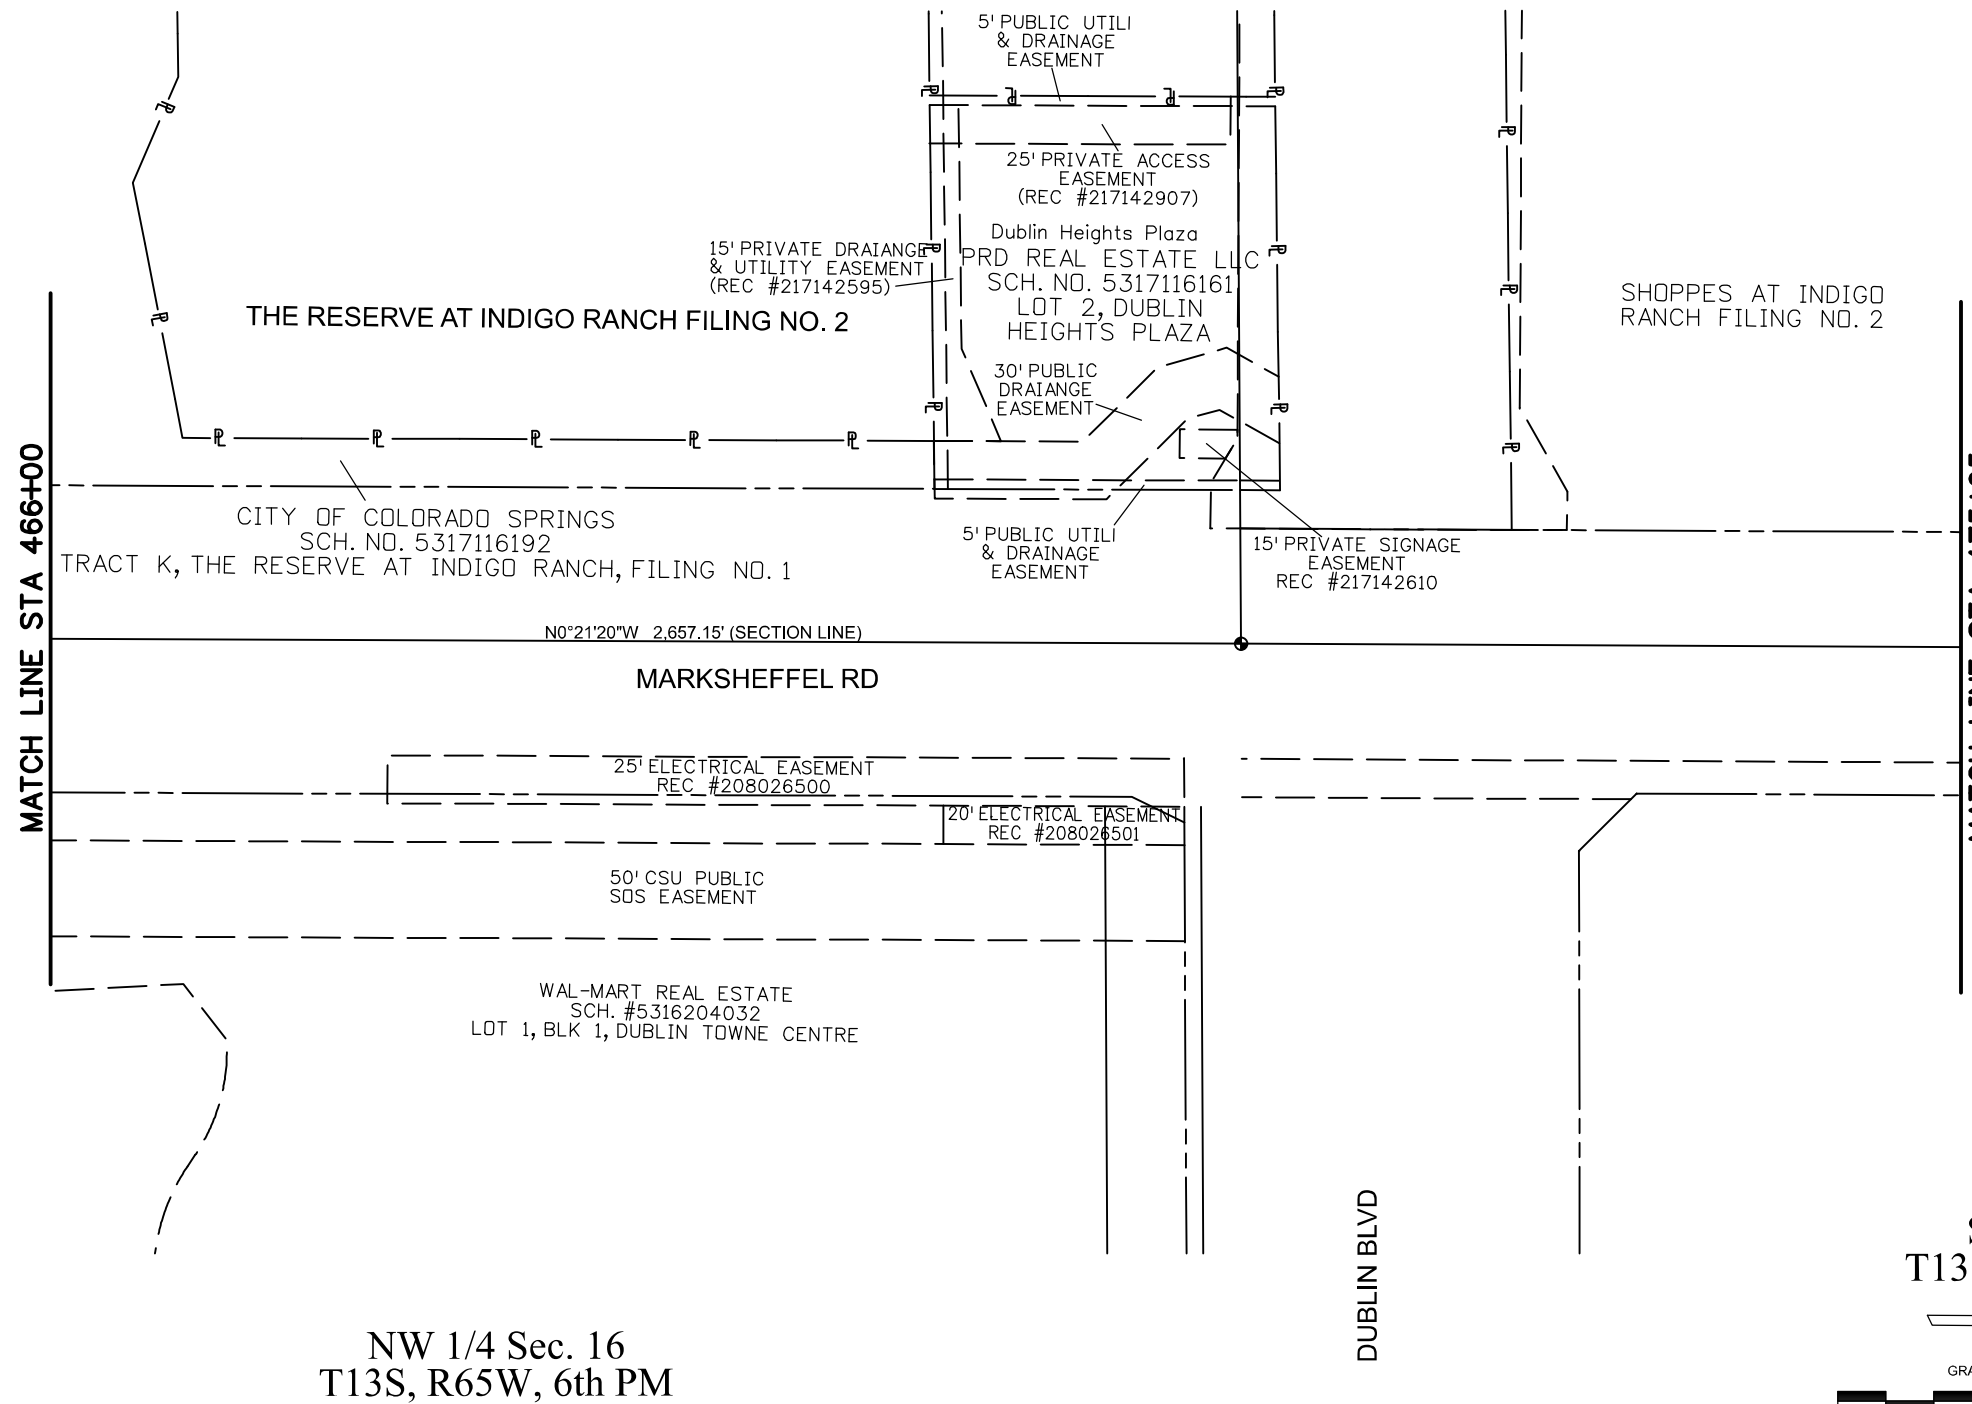 5' PUBLIC UTILI
& DRAINAGE
EASEMENT
25' PRIVATE ACCESS
EASEMENT
(REC #217142907)
Dublin Heights Plaza
PRD REAL ESTATE LLC
SCH. NO. 5317116161
LOT 2, DUBLIN
HEIGHTS PLAZA
15' PRIVATE DRAIANGE
& UTILITY EASEMENT
(REC #217142595)
THE RESERVE AT INDIGO RANCH FILING NO. 2
SHOPPES AT INDIGO
RANCH FILING NO. 2
30' PUBLIC
DRAIANGE
EASEMENT
MATCH LINE STA 466+00
CITY OF COLORADO SPRINGS
SCH. NO. 5317116192
TRACT K, THE RESERVE AT INDIGO RANCH, FILING NO. 1
5' PUBLIC UTILI
& DRAINAGE
EASEMENT
15' PRIVATE SIGNAGE
EASEMENT
REC #217142610
N0°21'20"W 2,657.15' (SECTION LINE)
MARKSHEFFEL RD
25' ELECTRICAL EASEMENT
REC #208026500
20' ELECTRICAL EASEMENT
REC #208026501
50' CSU PUBLIC
SOS EASEMENT
WAL-MART REAL ESTATE
SCH. #5316204032
LOT 1, BLK 1, DUBLIN TOWNE CENTRE
DUBLIN BLVD
T13
GRA
NW 1/4 Sec. 16
T13S, R65W, 6th PM